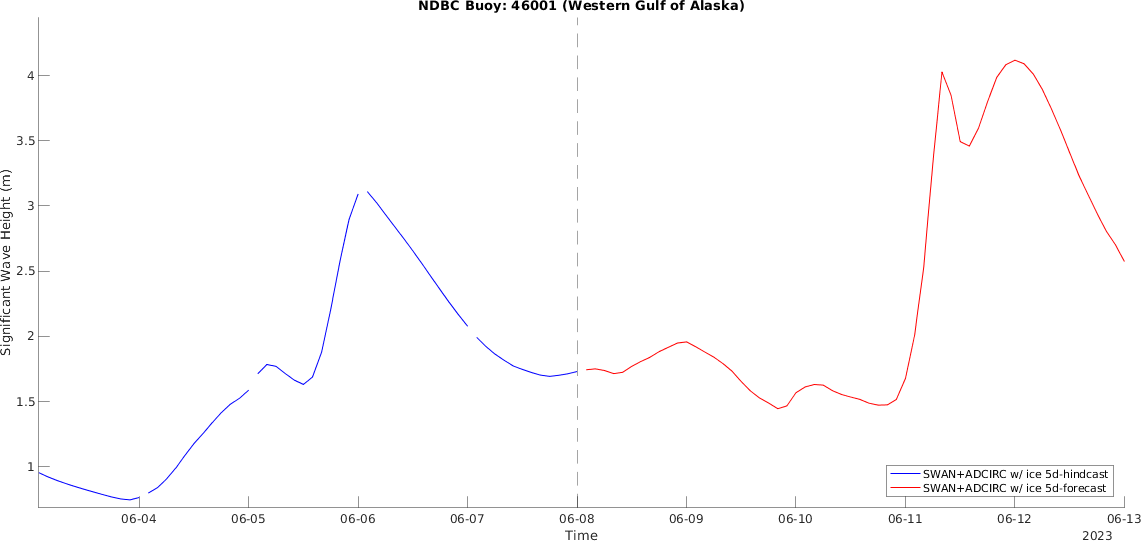 NDBC Buoy: 46001 (Western Gulf of Alaska)
Significant Wave Height (m)
4
3.5
3
2.5
2
1.5
1
SWAN+ADCIRC w/ ice 5d-hindcast
SWAN+ADCIRC w/ ice 5d-forecast
06-04 06-05 06-06 06-07 06-08 06-09 06-10 06-11 06-12 06-13
Time
2023